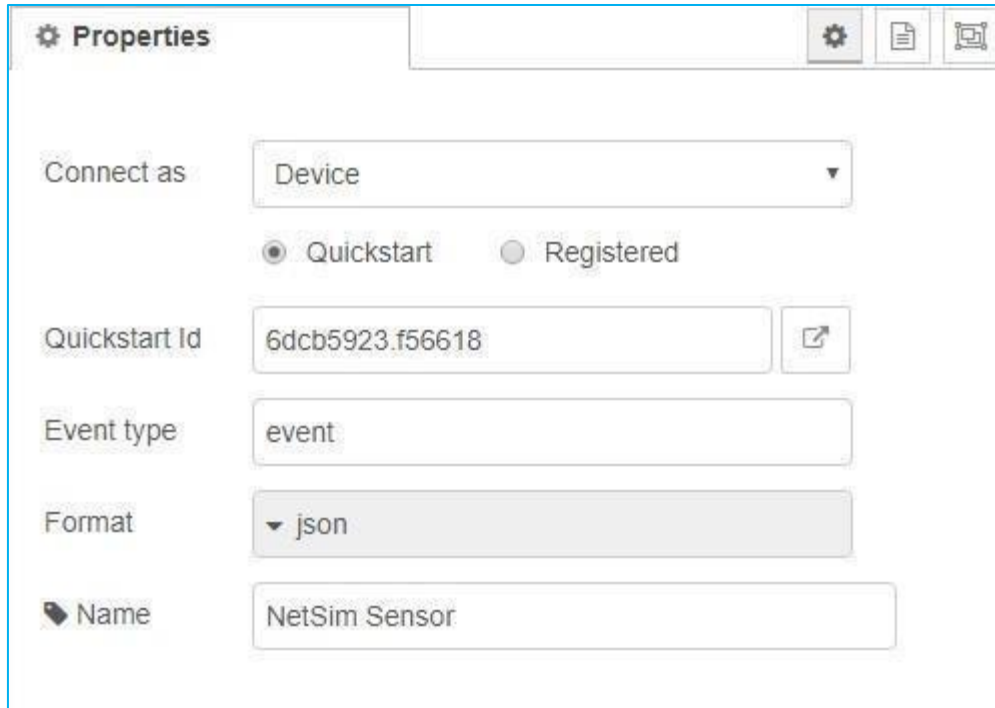 Properties
Connect as Device
Quickstart Registered
Quickstart Id 6dcb5923.f56618
Event type event
Format json
Name NetSim Sensor